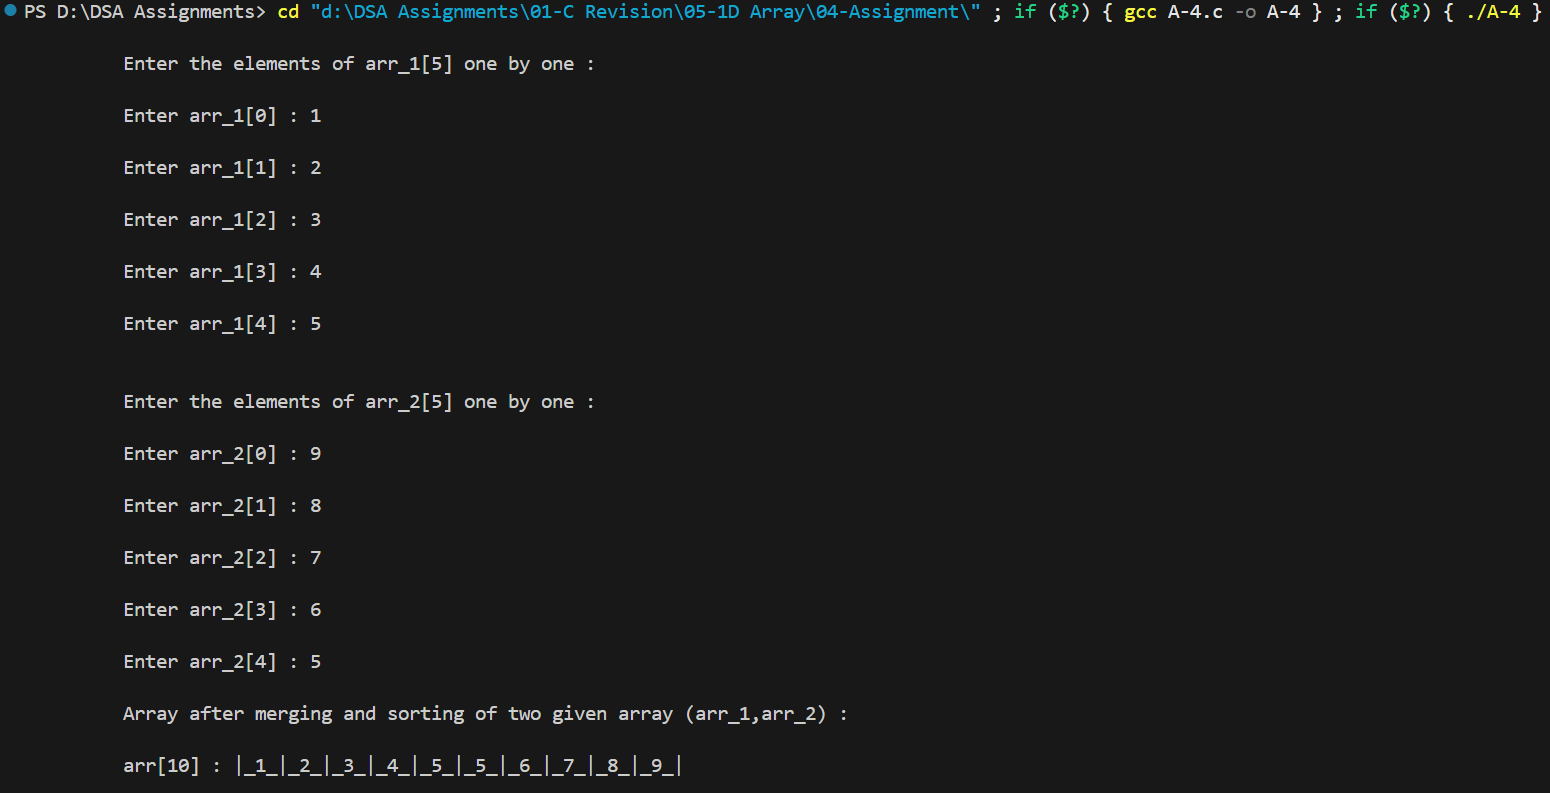 PS D:\DSA Assignments> cd "d:\DSA Assignments\01-C Revision\05-1D Array\04-Assignment\" ; if ($?) { gcc A-4.c -o A-4 } ; if ($?) { ./A-4 }
Enter the elements of arr_1[5] one by one :
Enter arr_1[0] : 1
Enter arr_1[1] : 2
Enter arr_1[2] : 3
Enter arr_1[3] : 4
Enter arr_1[4] : 5
Enter the elements of arr_2[5] one by one :
Enter arr_2[0] : 9
Enter arr_2[1] : 8
Enter arr_2[2] : 7
Enter arr_2[3] : 6
Enter arr_2[4] : 5
Array after merging and sorting of two given array (arr_1,arr_2) :
arr[10] : |_1_|_2_|_3_|_4_|_5_|_5_|_6_|_7_|_8_|_9_|